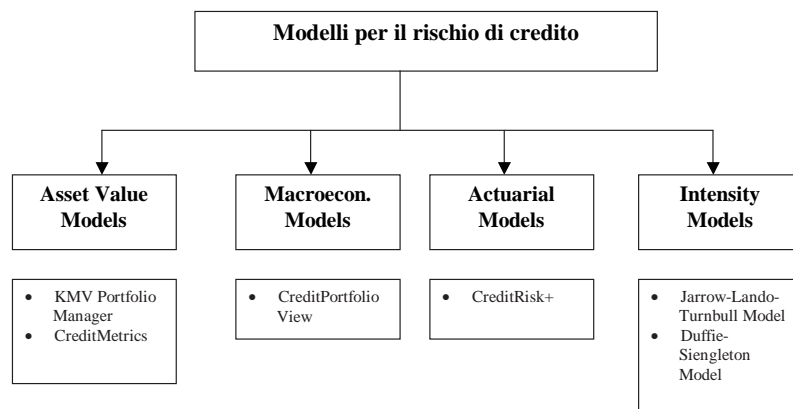 Modelli per il rischio di credito
Asset Value
Models
Macroecon.
Models
Actuarial
Models
Intensity
Models
• KMV Portfolio
Manager
• CreditMetrics
• CreditPortfolio
View
• CreditRisk+
• Jarrow-Lando-
Turnbull Model
• Duffie-
Siengleton
Model